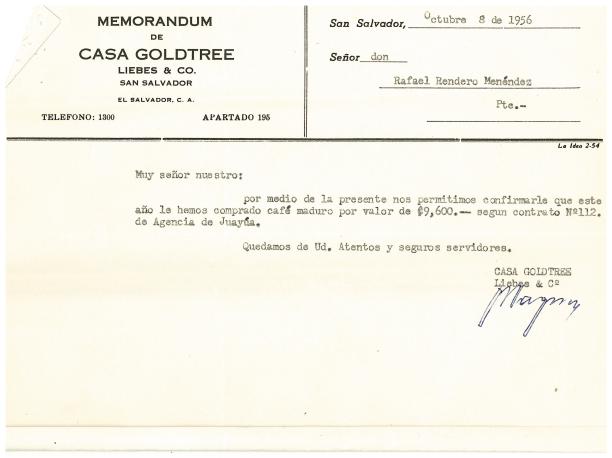 MEMORANDUM
DE
CASA GOLDTREE
LIEBES & CO.
SAN SALVADOR
EL SALVADOR, C. A.
TELEFONO: 1300 APARTADO 195
San Salvador, Octubre 8 de 1956
Señor don
Rafael Rendero Menéndez
Pte.-
La Idea 2-54
Muy señor nuestro:
por medio de la presente nos permitimos confirmarle que este
año le hemos comprado café maduro por valor de ₡9,600.— segun contrato Nº112.
de Agencia de Juayúa.
Quedamos de Ud. Atentos y seguros servidores.
CASA GOLDTREE
Liebes & Cº